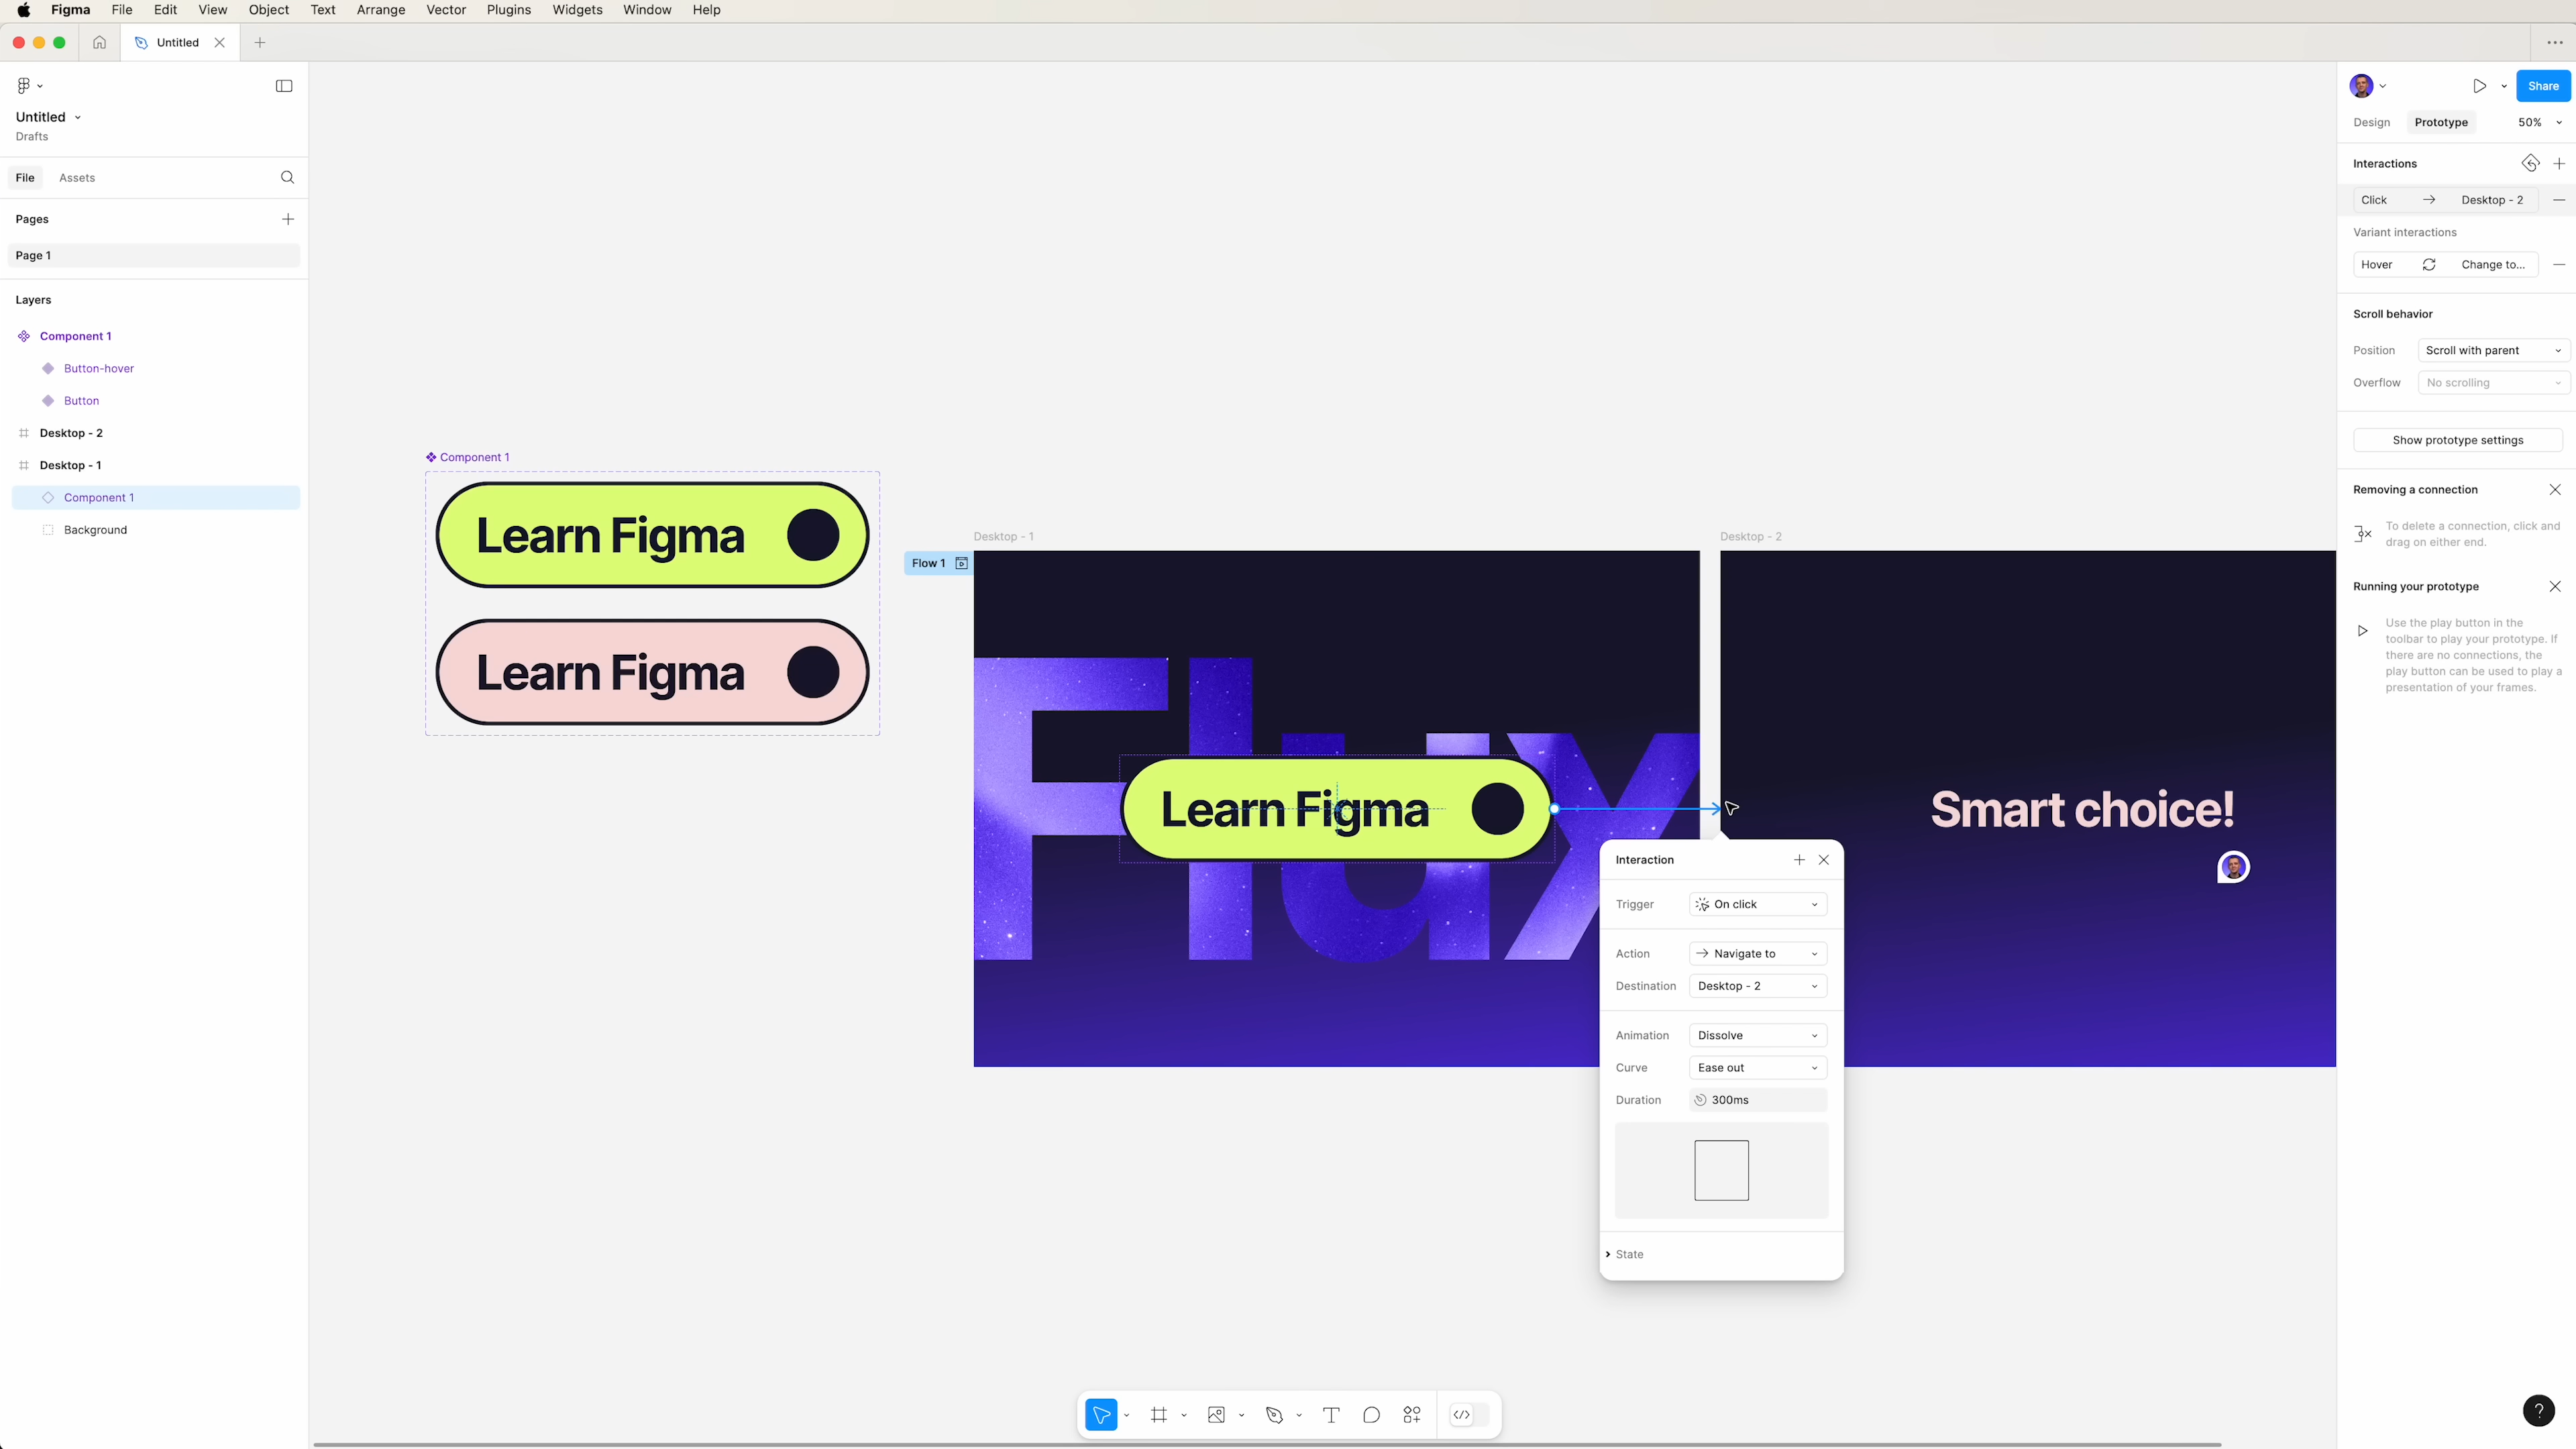 Figma File Edit View Object Text Arrange Vector Plugins Widgets Window Help
Untitled
Untitled
Drafts
File Assets
Pages
Page 1
Layers
Component 1
Button-hover
Button
Desktop - 2
Desktop - 1
Component 1
Background
Component 1
Learn Figma
Learn Figma
Flow 1
Desktop - 1
Flux
Learn Figma
Desktop - 2
Smart choice!
Interaction
Trigger On click
Action Navigate to
Destination Desktop - 2
Animation Dissolve
Curve Ease out
Duration 300ms
State
Share
Design Prototype 50%
Interactions
Click Desktop - 2
Variant interactions
Hover Change to...
Scroll behavior
Position Scroll with parent
Overflow No scrolling
Show prototype settings
Removing a connection
To delete a connection, click and
drag on either end.
Running your prototype
Use the play button in the
toolbar to play your prototype. If
there are no connections, the
play button can be used to play a
presentation of your frames.
?